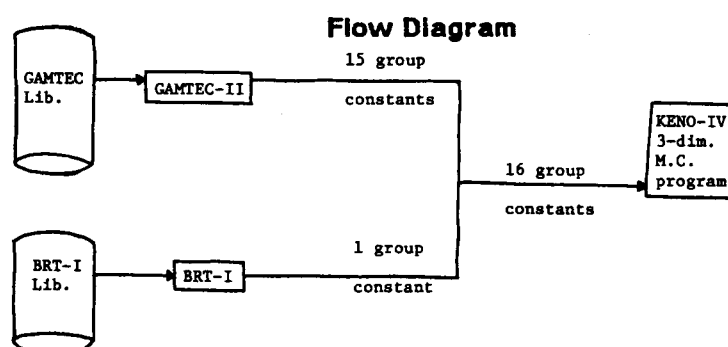 Flow Diagram
GAMTEC
Lib.
GAMTEC-II
15 group
constants
KENO-IV
3-dim.
M.C.
program
16 group
constants
BRT-I
Lib.
BRT-I
1 group
constant